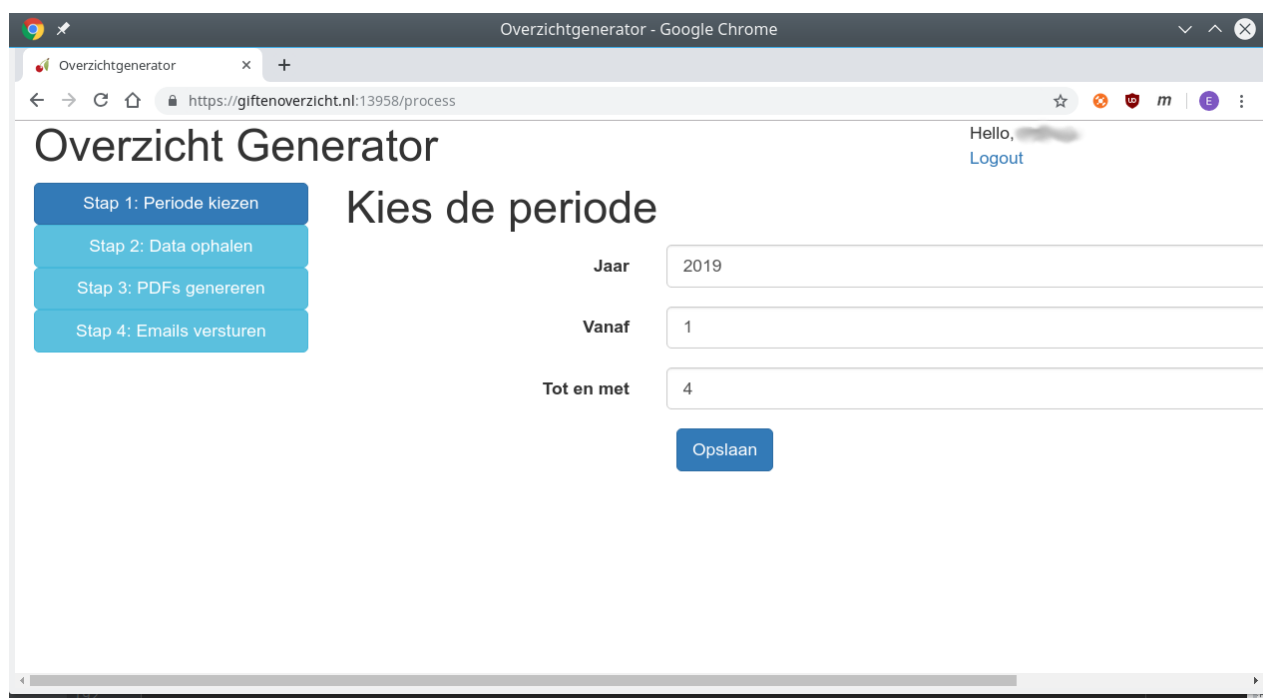 Overzichtgenerator - Google Chrome
Overzichtgenerator
https://giftenoverzicht.nl:13958/process
m
E
Overzicht Generator
Hello,
Logout
Stap 1: Periode kiezen
Stap 2: Data ophalen
Stap 3: PDFs genereren
Stap 4: Emails versturen
Kies de periode
Jaar
2019
Vanaf
1
Tot en met
4
Opslaan